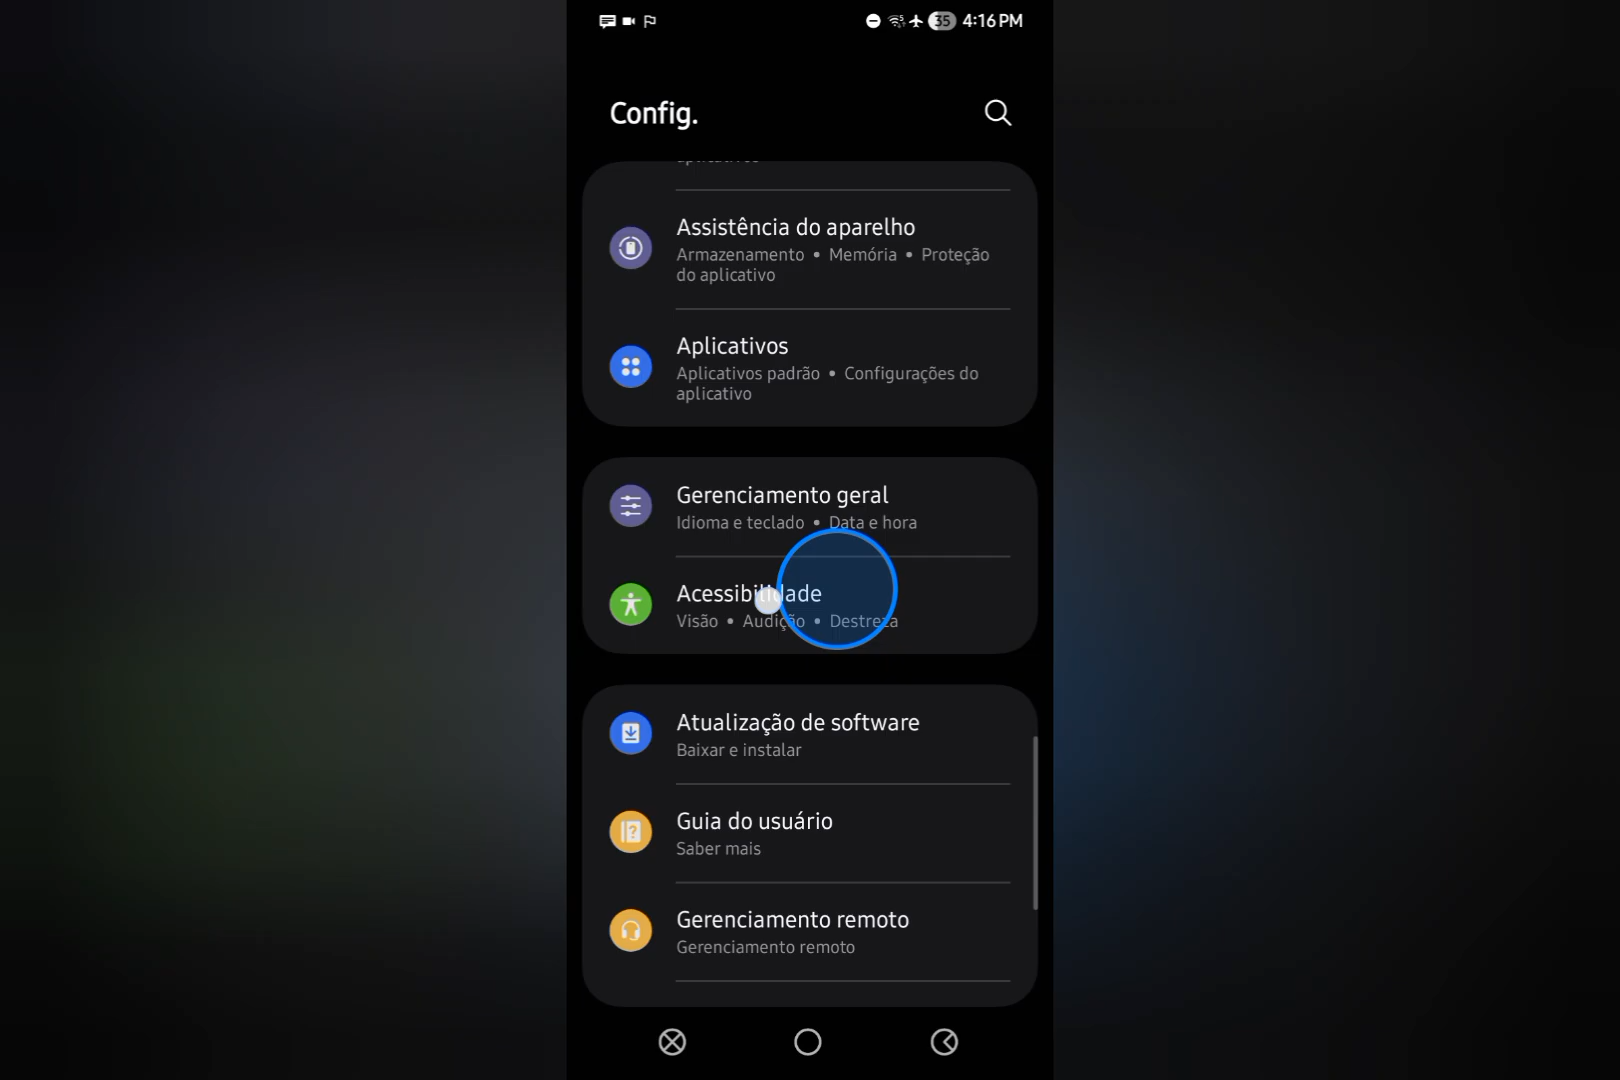 35 4:16 PM
Config.
aplicativos
Assistência do aparelho
Armazenamento • Memória • Proteção
do aplicativo
Aplicativos
Aplicativos padrão • Configurações do
aplicativo
Gerenciamento geral
Idioma e teclado • Data e hora
Acessibilidade
Visão • Audição • Destreza
Atualização de software
Baixar e instalar
Guia do usuário
Saber mais
Gerenciamento remoto
Gerenciamento remoto